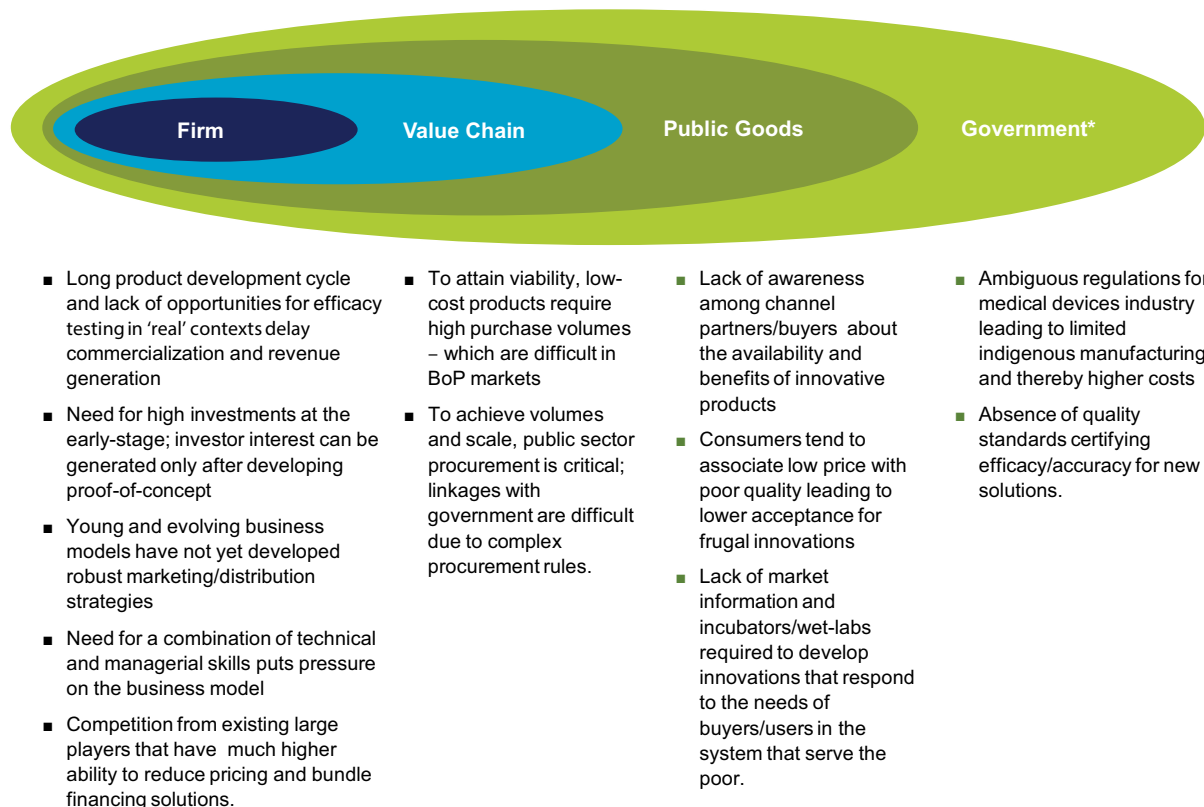 Firm
Value Chain
Public Goods
Government*
■ Long product development cycle
and lack of opportunities for efficacy
testing in ‘real’ contexts delay
commercialization and revenue
generation
■ Need for high investments at the
early-stage; investor interest can be
generated only after developing
proof-of-concept
■ Young and evolving business
models have not yet developed
robust marketing/distribution
strategies
■ Need for a combination of technical
and managerial skills puts pressure
on the business model
■ Competition from existing large
players that have much higher
ability to reduce pricing and bundle
financing solutions.
■ To attain viability, low-
cost products require
high purchase volumes
– which are difficult in
BoP markets
■ To achieve volumes
and scale, public sector
procurement is critical;
linkages with
government are difficult
due to complex
procurement rules.
■ Lack of awareness
among channel
partners/buyers about
the availability and
benefits of innovative
products
■ Consumers tend to
associate low price with
poor quality leading to
lower acceptance for
frugal innovations
■ Lack of market
information and
incubators/wet-labs
required to develop
innovations that respond
to the needs of
buyers/users in the
system that serve the
poor.
■ Ambiguous regulations for
medical devices industry
leading to limited
indigenous manufacturing
and thereby higher costs
■ Absence of quality
standards certifying
efficacy/accuracy for new
solutions.